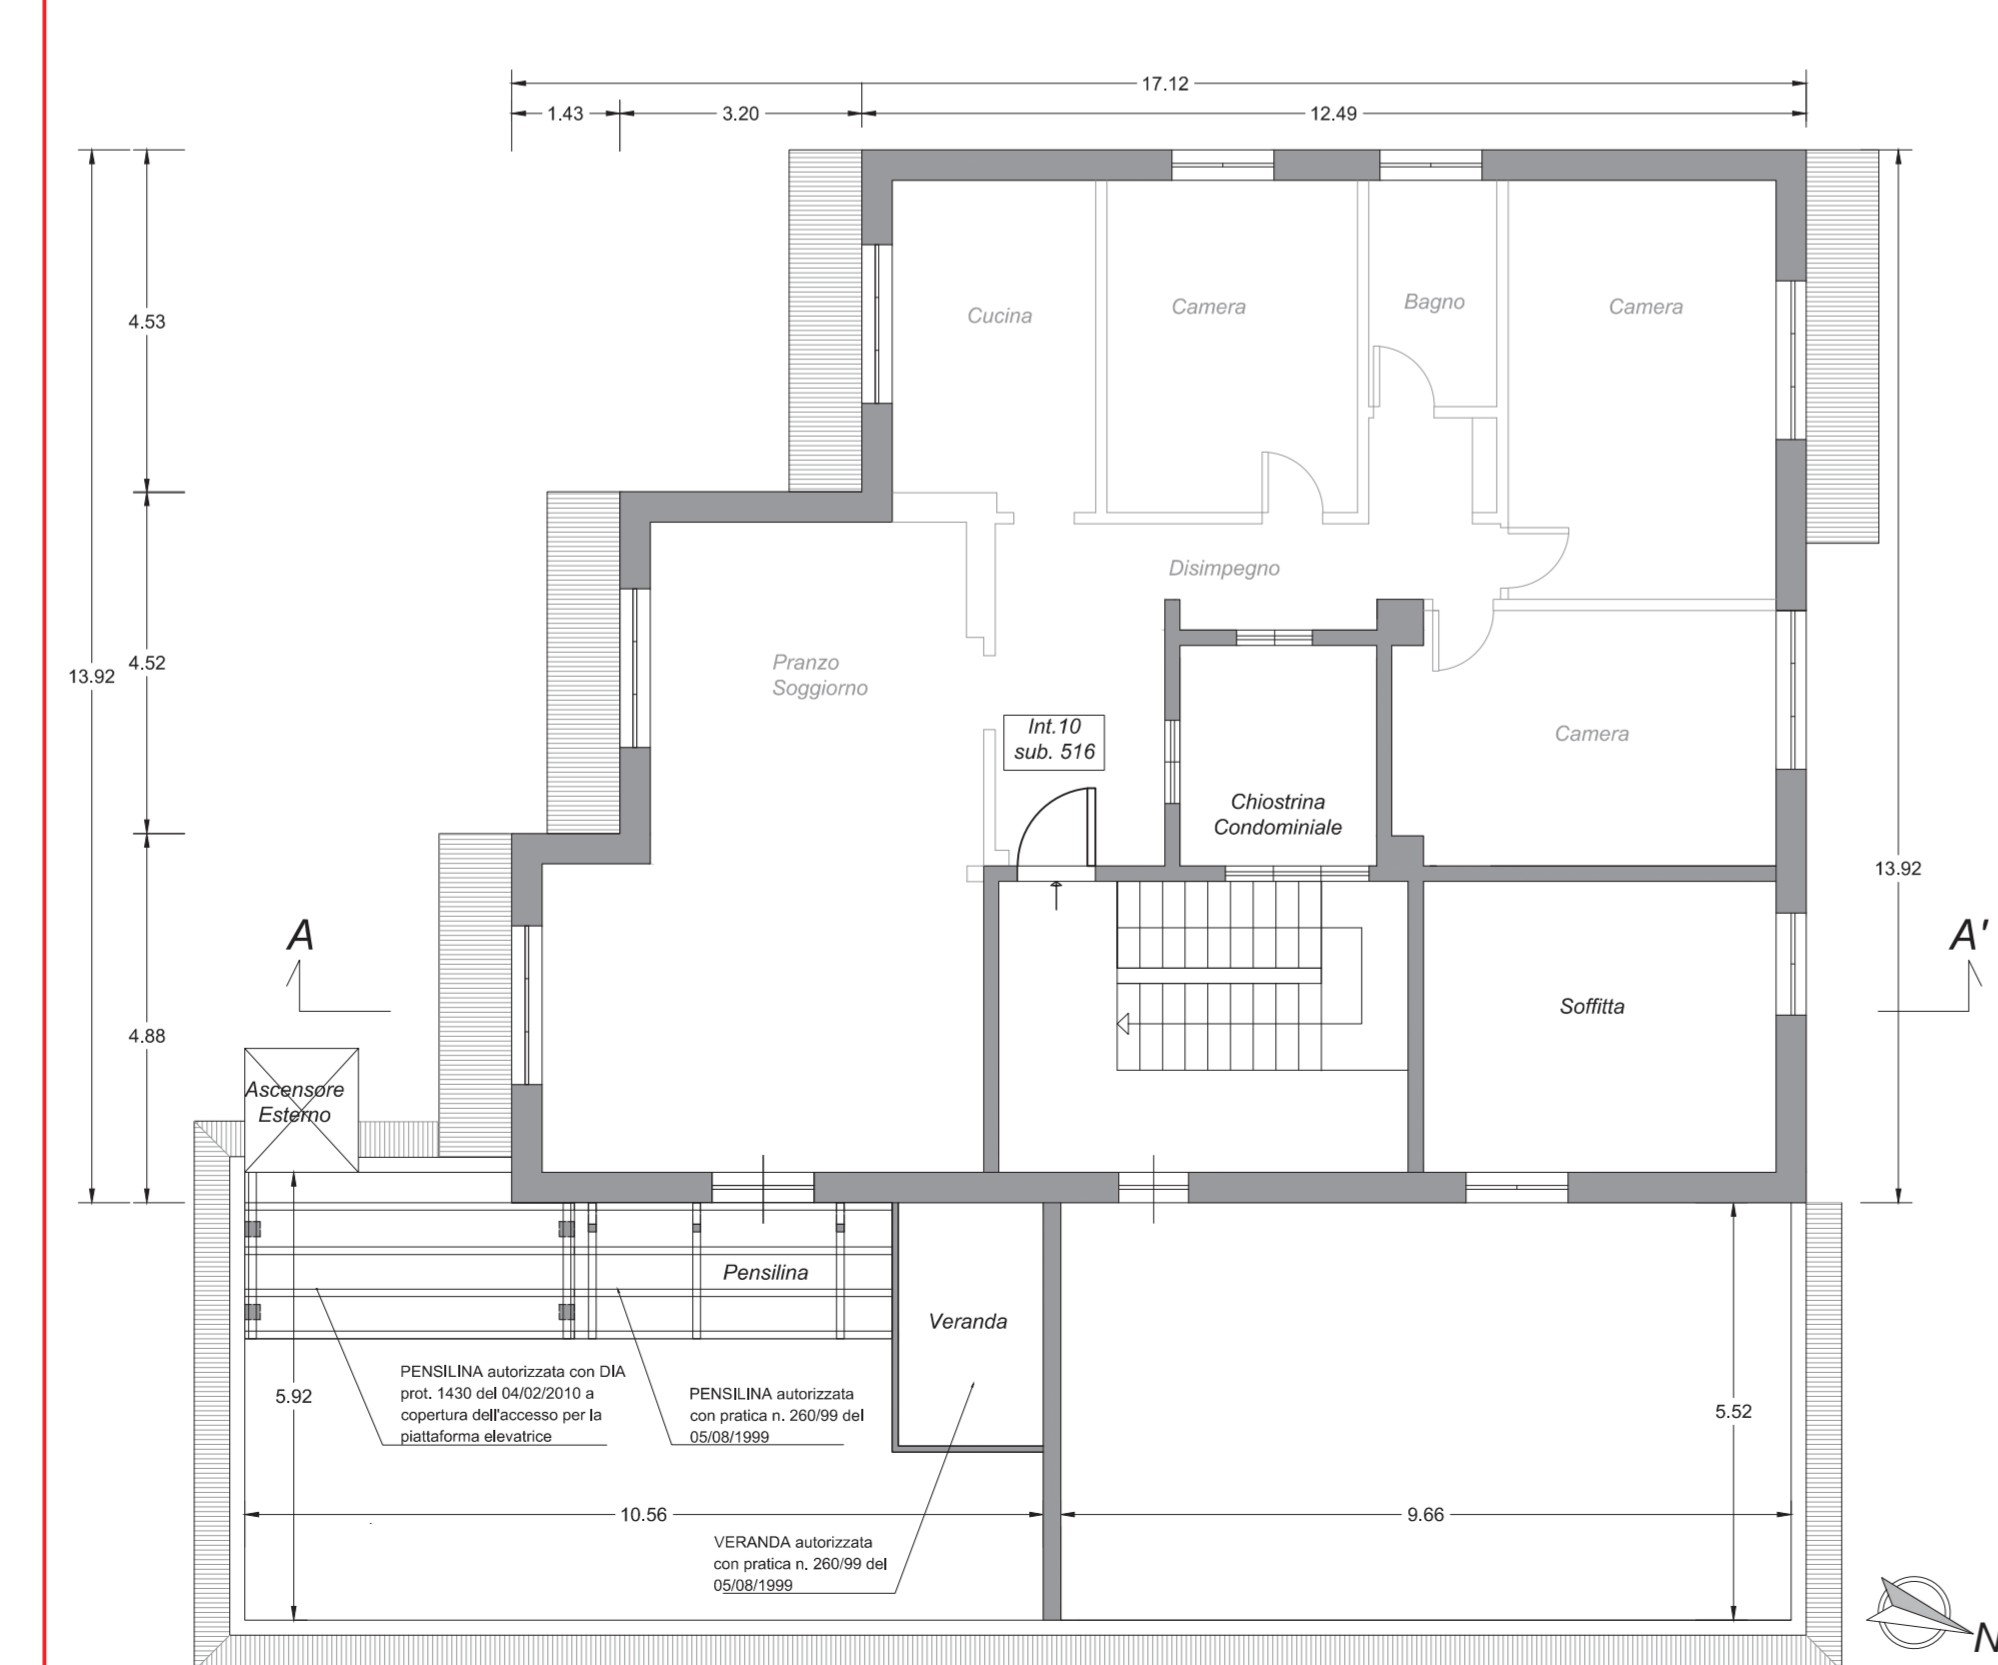 17.12
1.43
3.20
12.49
4.53
Cucina
Camera
Bagno
Camera
Disimpegno
13.92
4.52
Pranzo
Soggiorno
Int.10
sub. 516
Camera
Chiostrina
Condominiale
13.92
A
A'
4.88
Soffitta
Ascensore
Esterno
Pensilina
Veranda
PENSILINA autorizzata con DIA
prot. 1430 del 04/02/2010 a
copertura dell'accesso per la
piattaforma elevatrice
5.92
PENSILINA autorizzata
con pratica n. 260/99 del
05/08/1999
5.52
10.56
9.66
VERANDA autorizzata
con pratica n. 260/99 del
05/08/1999
N